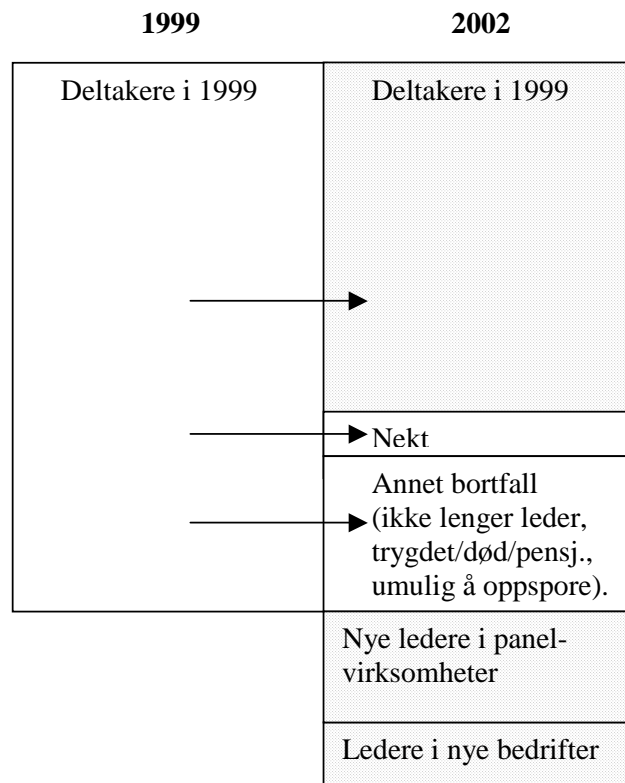 1999
2002
Deltakere i 1999
Deltakere i 1999
Nekt
Annet bortfall
(ikke lenger leder,
trygdet/død/pensj.,
umulig å oppspore).
Nye ledere i panel-
virksomheter
Ledere i nye bedrifter